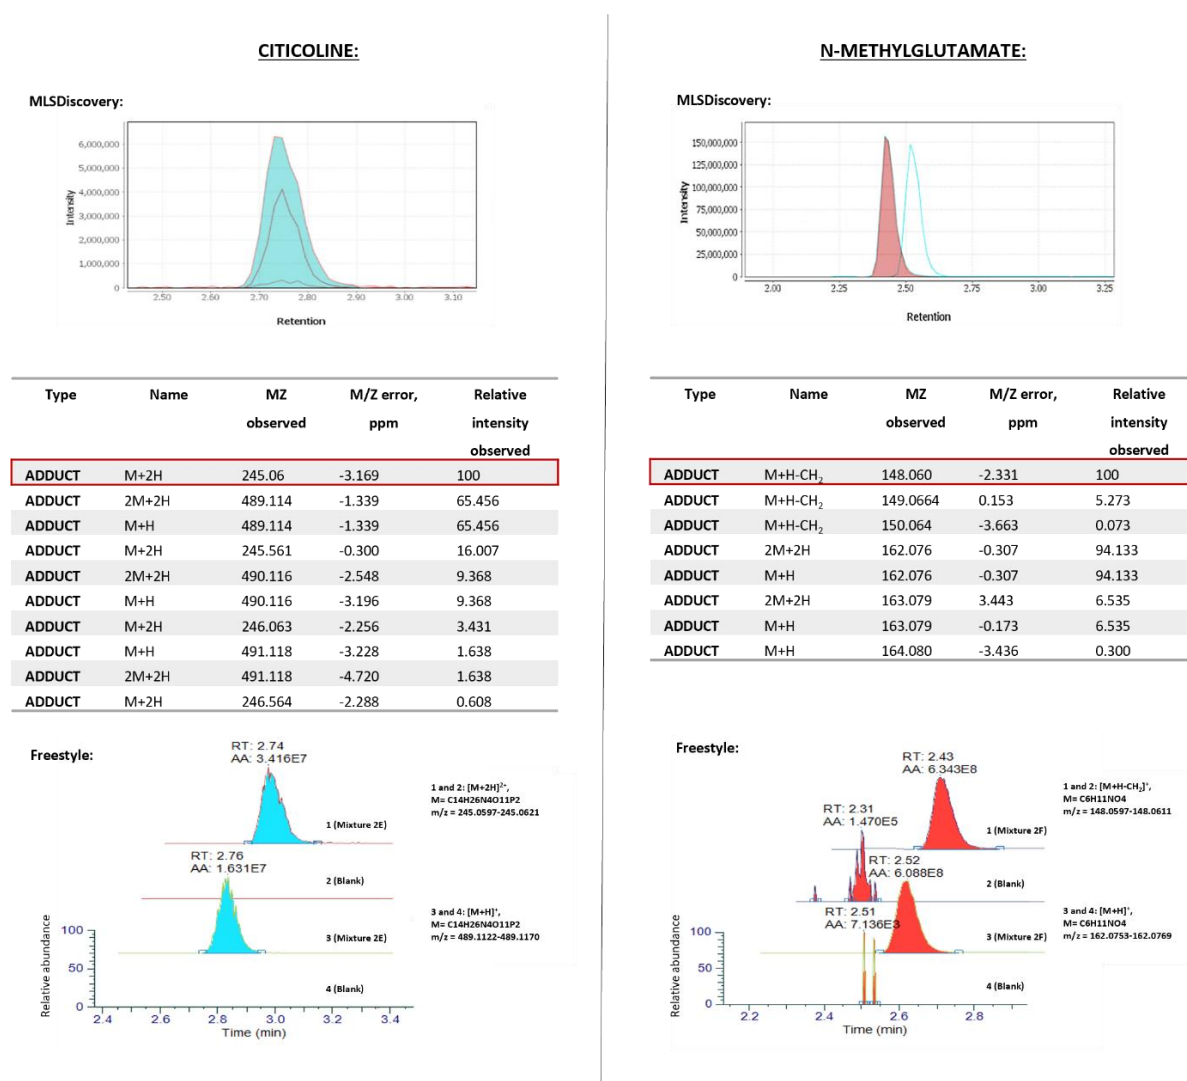 CITICOLINE:
MLSDiscovery:
6,000,000
5,000,000
4,000,000
3,000,000
2,000,000
1,000,000
0
Intensity
2.50 2.60 2.70 2.80 2.90 3.00 3.10
Retention
Type Name MZ observed M/Z error, ppm Relative intensity observed
ADDUCT M+2H 245.06 -3.169 100
ADDUCT 2M+2H 489.114 -1.339 65.456
ADDUCT M+H 489.114 -1.339 65.456
ADDUCT M+2H 245.561 -0.300 16.007
ADDUCT 2M+2H 490.116 -2.548 9.368
ADDUCT M+H 490.116 -3.196 9.368
ADDUCT M+2H 246.063 -2.256 3.431
ADDUCT M+H 491.118 -3.228 1.638
ADDUCT 2M+2H 491.118 -4.720 1.638
ADDUCT M+2H 246.564 -2.288 0.608
Freestyle:
RT: 2.74
AA: 3.416E7
1 (Mixture 2E)
RT: 2.76
AA: 1.631E7
2 (Blank)
3 (Mixture 2E)
4 (Blank)
1 and 2: [M+2H]²⁺,
M= C14H26N4O11P2
m/z = 245.0597-245.0621
3 and 4: [M+H]⁺,
M= C14H26N4O11P2
m/z = 489.1122-489.1170
Relative abundance
100
50
0
2.4 2.6 2.8 3.0 3.2 3.4
Time (min)
N-METHYLGLUTAMATE:
MLSDiscovery:
150,000,000
125,000,000
100,000,000
75,000,000
50,000,000
25,000,000
0
Intensity
2.00 2.25 2.50 2.75 3.00 3.25
Retention
Type Name MZ observed M/Z error, ppm Relative intensity observed
ADDUCT M+H-CH₂ 148.060 -2.331 100
ADDUCT M+H-CH₂ 149.0664 0.153 5.273
ADDUCT M+H-CH₂ 150.064 -3.663 0.073
ADDUCT 2M+2H 162.076 -0.307 94.133
ADDUCT M+H 162.076 -0.307 94.133
ADDUCT 2M+2H 163.079 3.443 6.535
ADDUCT M+H 163.079 -0.173 6.535
ADDUCT M+H 164.080 -3.436 0.300
Freestyle:
RT: 2.43
AA: 6.343E8
RT: 2.31
AA: 1.470E5
1 (Mixture 2F)
RT: 2.52
AA: 6.088E8
2 (Blank)
RT: 2.51
AA: 7.136E3
3 (Mixture 2F)
4 (Blank)
1 and 2: [M+H-CH₂]⁺,
M= C6H11NO4
m/z = 148.0597-148.0611
3 and 4: [M+H]⁺,
M= C6H11NO4
m/z = 162.0753-162.0769
Relative abundance
100
50
0
2.2 2.4 2.6 2.8
Time (min)